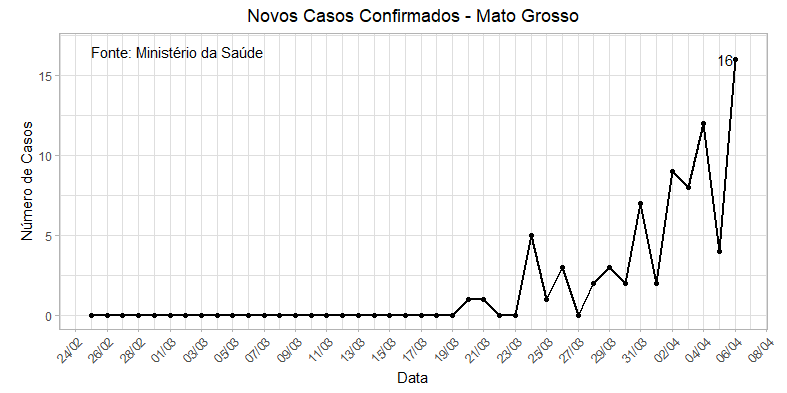 Novos Casos Confirmados - Mato Grosso
Fonte: Ministério da Saúde
16
15
10
5
0
Número de Casos
24/02 26/02 28/02 01/03 03/03 05/03 07/03 09/03 11/03 13/03 15/03 17/03 19/03 21/03 23/03 25/03 27/03 29/03 31/03 02/04 04/04 06/04 08/04
Data